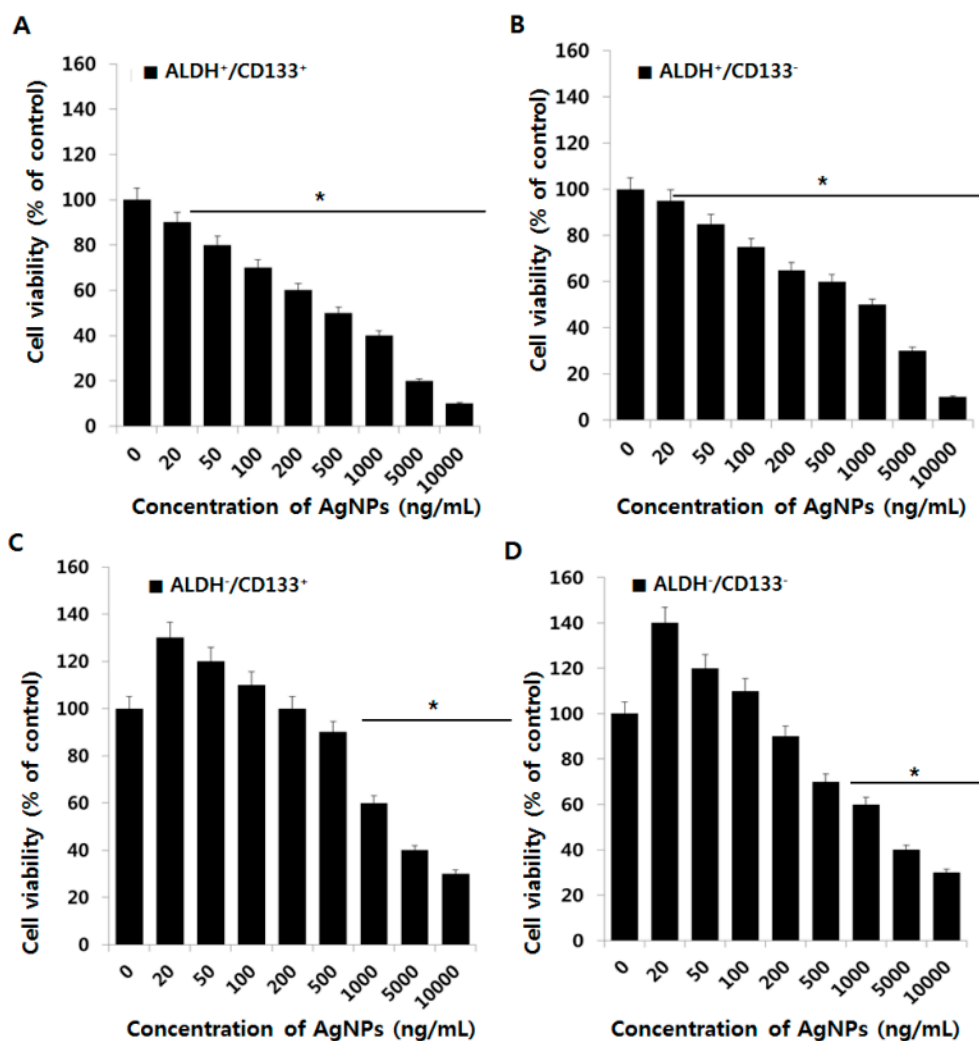 A
■ ALDH⁺/CD133⁺
Cell viability (% of control)
160
140
120
100
80
60
40
20
0
*
0 20 50 100 200 500 1000 5000 10000
Concentration of AgNPs (ng/mL)
B
■ ALDH⁺/CD133⁻
Cell viability (% of control)
160
140
120
100
80
60
40
20
0
*
0 20 50 100 200 500 1000 5000 10000
Concentration of AgNPs (ng/mL)
C
■ ALDH⁻/CD133⁺
Cell viability (% of control)
160
140
120
100
80
60
40
20
0
*
0 20 50 100 200 500 1000 5000 10000
Concentration of AgNPs (ng/mL)
D
■ ALDH⁻/CD133⁻
Cell viability (% of control)
160
140
120
100
80
60
40
20
0
*
0 20 50 100 200 500 1000 5000 10000
Concentration of AgNPs (ng/mL)